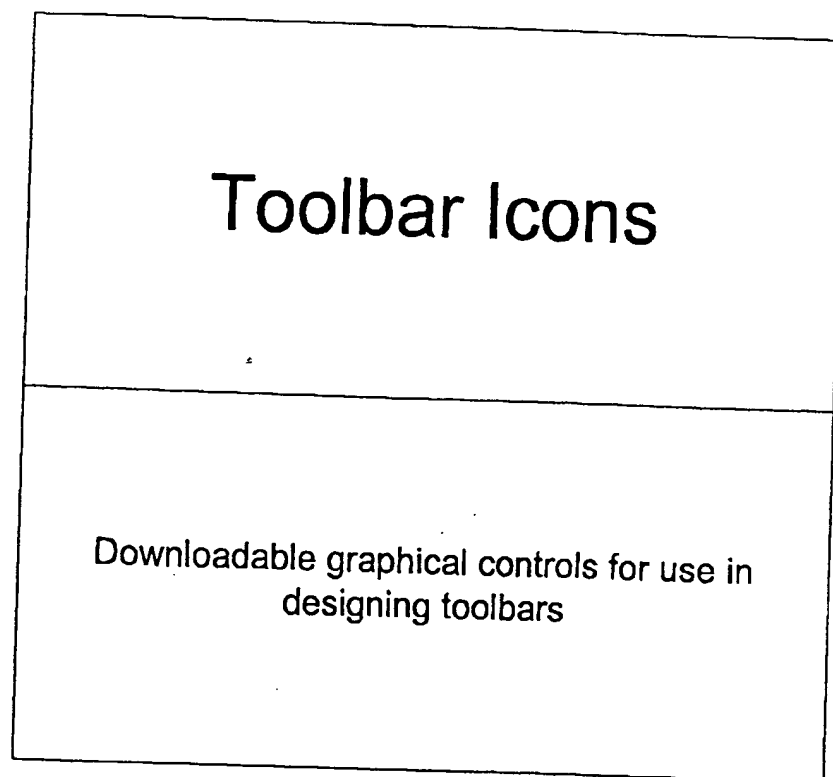 Toolbar Icons
Downloadable graphical controls for use in
designing toolbars